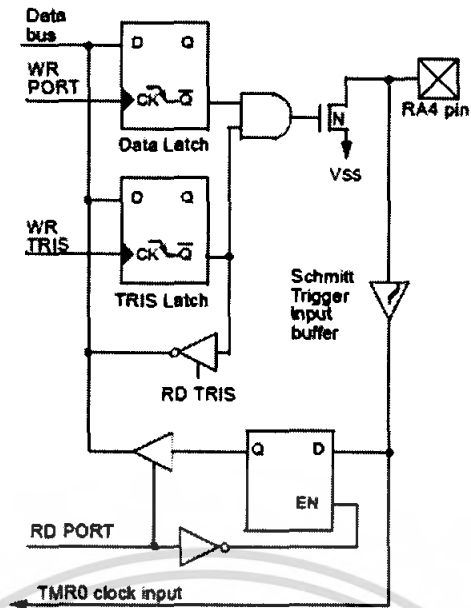 Data
bus
D Q
WR
PORT
CK Q
Data Latch
N
RA4 pin
VSS
D Q
WR
TRIS
CK Q
TRIS Latch
Schmitt
Trigger
Input
buffer
RD TRIS
Q D
EN
RD PORT
TMR0 clock input